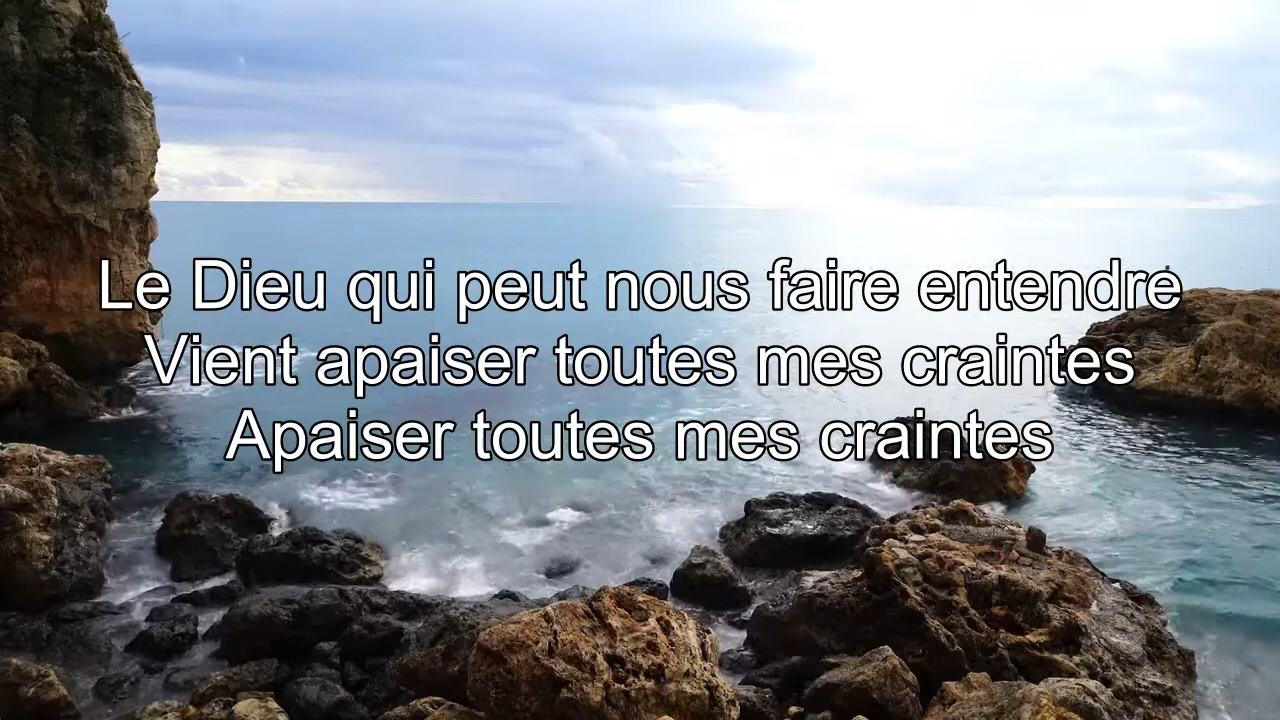 Le Dieu qui peut nous faire entendre
Vient apaiser toutes mes craintes
Apaiser toutes mes craintes